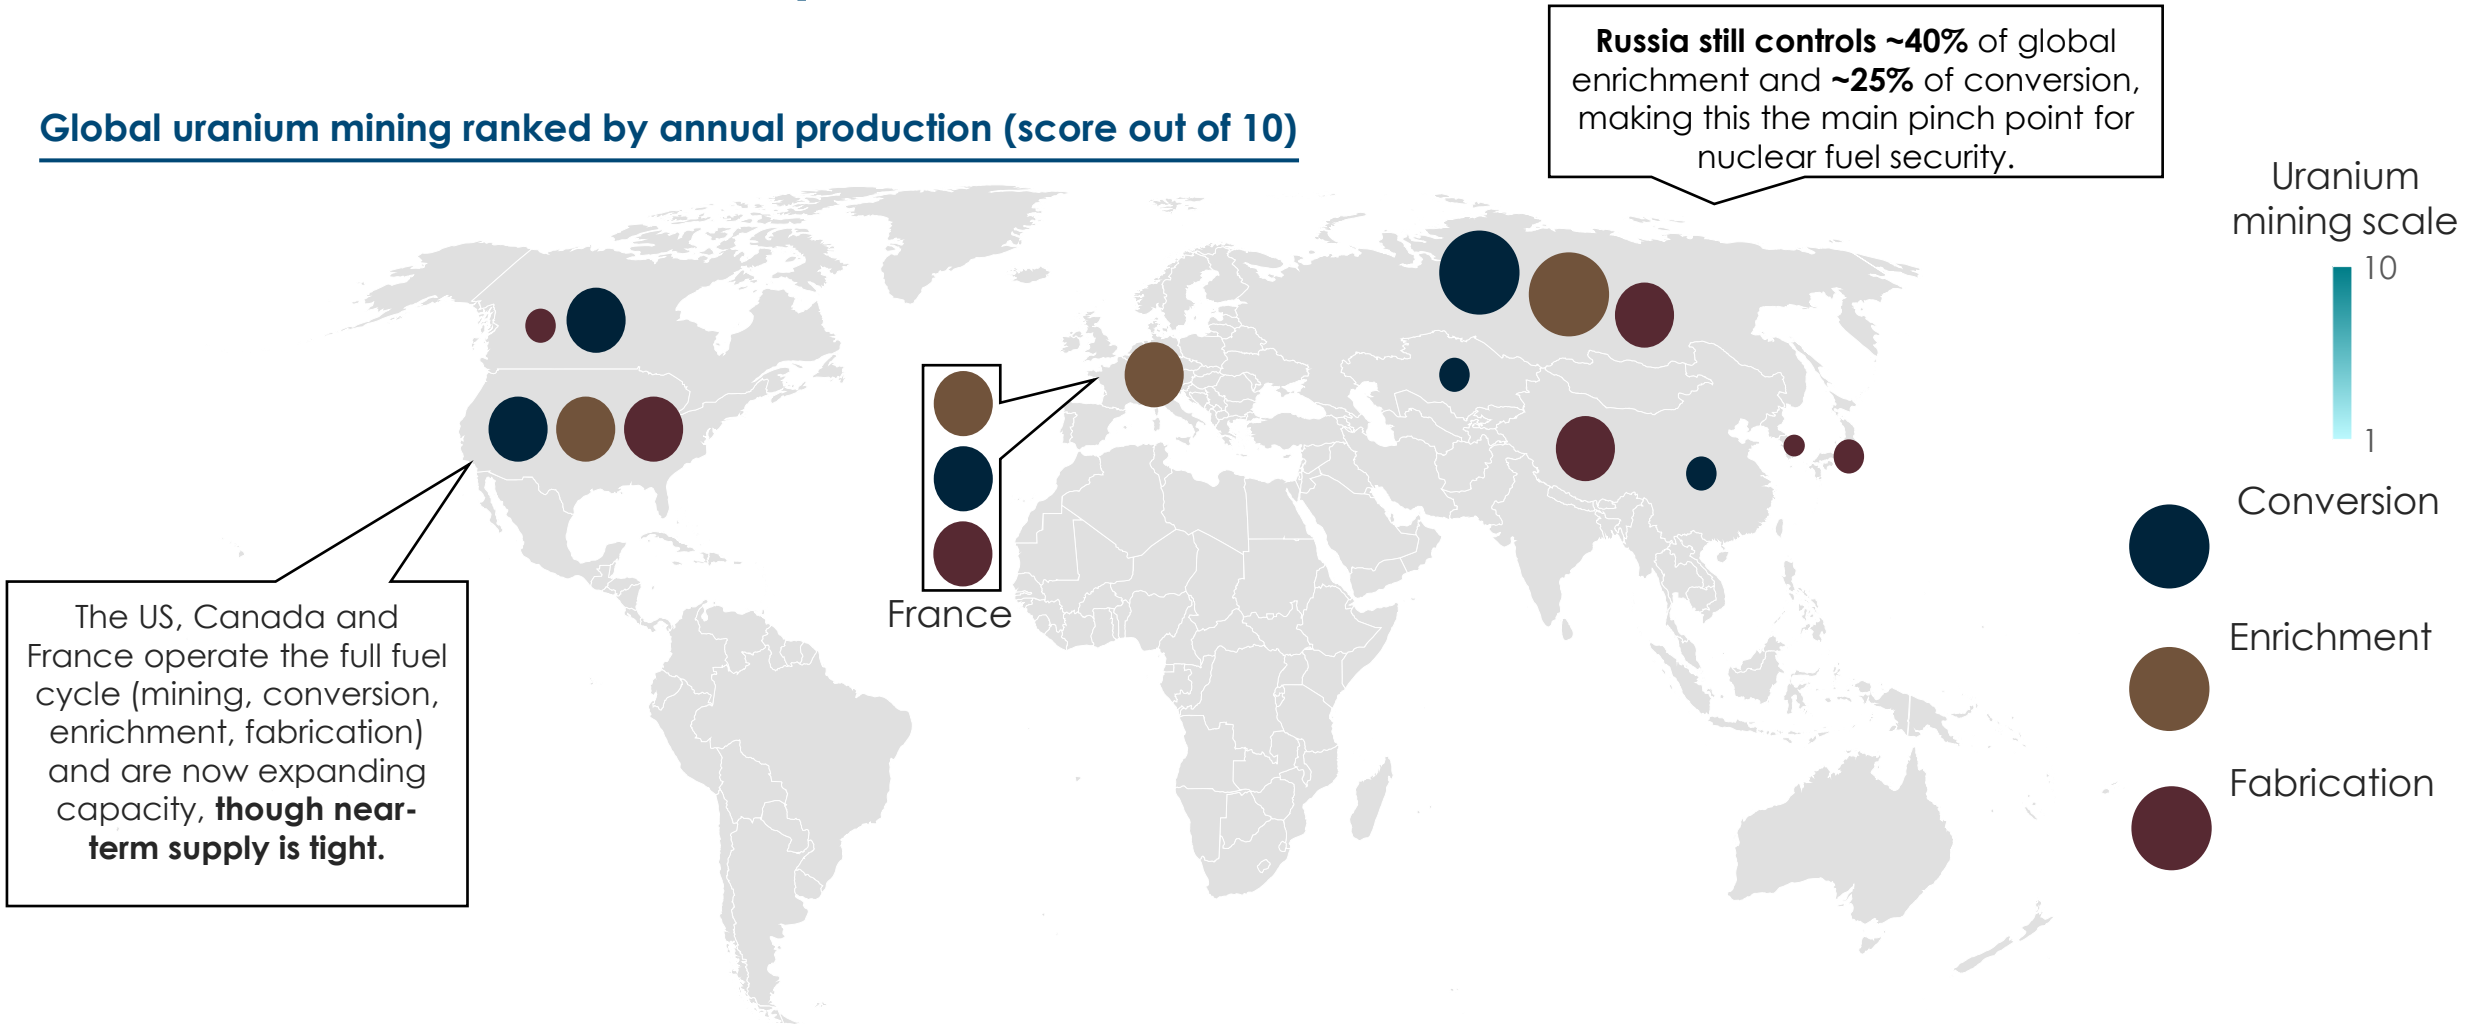 Global uranium mining ranked by annual production (score out of 10)
Russia still controls ~40% of global
enrichment and ~25% of conversion,
making this the main pinch point for
nuclear fuel security.
Uranium
mining scale
10
1
Conversion
Enrichment
Fabrication
France
The US, Canada and
France operate the full fuel
cycle (mining, conversion,
enrichment, fabrication)
and are now expanding
capacity, though near-
term supply is tight.